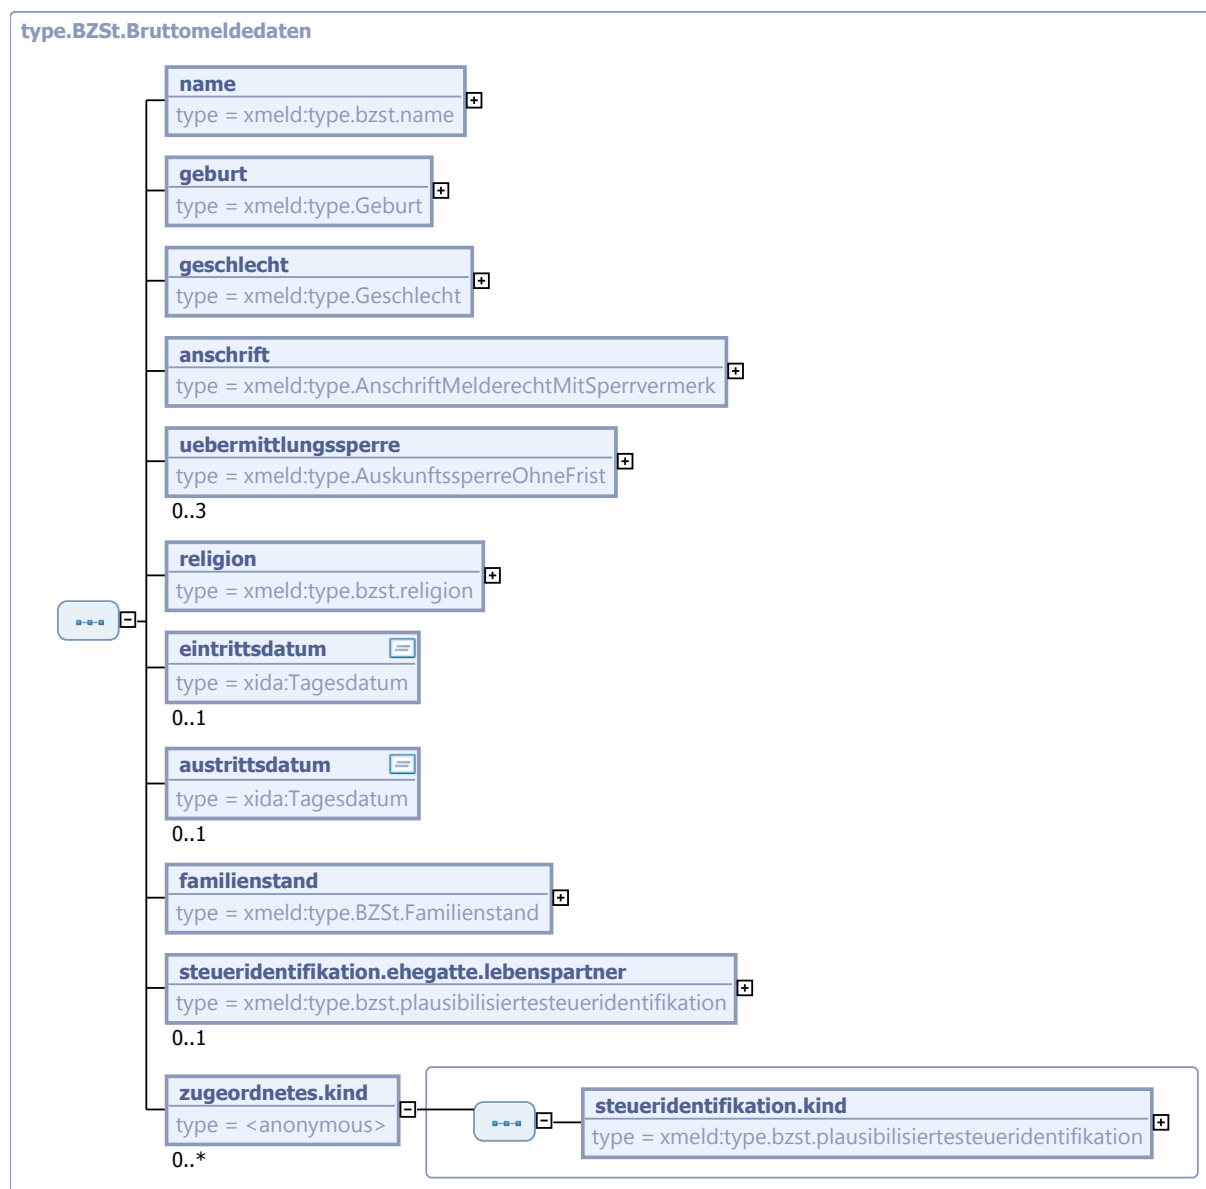 type.BZSt.Bruttomeldedaten
name
type = xmeld:type.bzst.name
geburt
type = xmeld:type.Geburt
geschlecht
type = xmeld:type.Geschlecht
anschrift
type = xmeld:type.AnschriftMelderechtMitSperrvermerk
uebermittlungssperre
type = xmeld:type.AuskunftssperreOhneFrist
0..3
religion
type = xmeld:type.bzst.religion
eintrittsdatum
type = xida:Tagesdatum
0..1
austrittsdatum
type = xida:Tagesdatum
0..1
familienstand
type = xmeld:type.BZSt.Familienstand
steueridentifikation.ehegatte.lebenspartner
type = xmeld:type.bzst.plausibilisiertesteueridentifikation
0..1
zugeordnetes.kind
type = <anonymous>
0..*
steueridentifikation.kind
type = xmeld:type.bzst.plausibilisiertesteueridentifikation